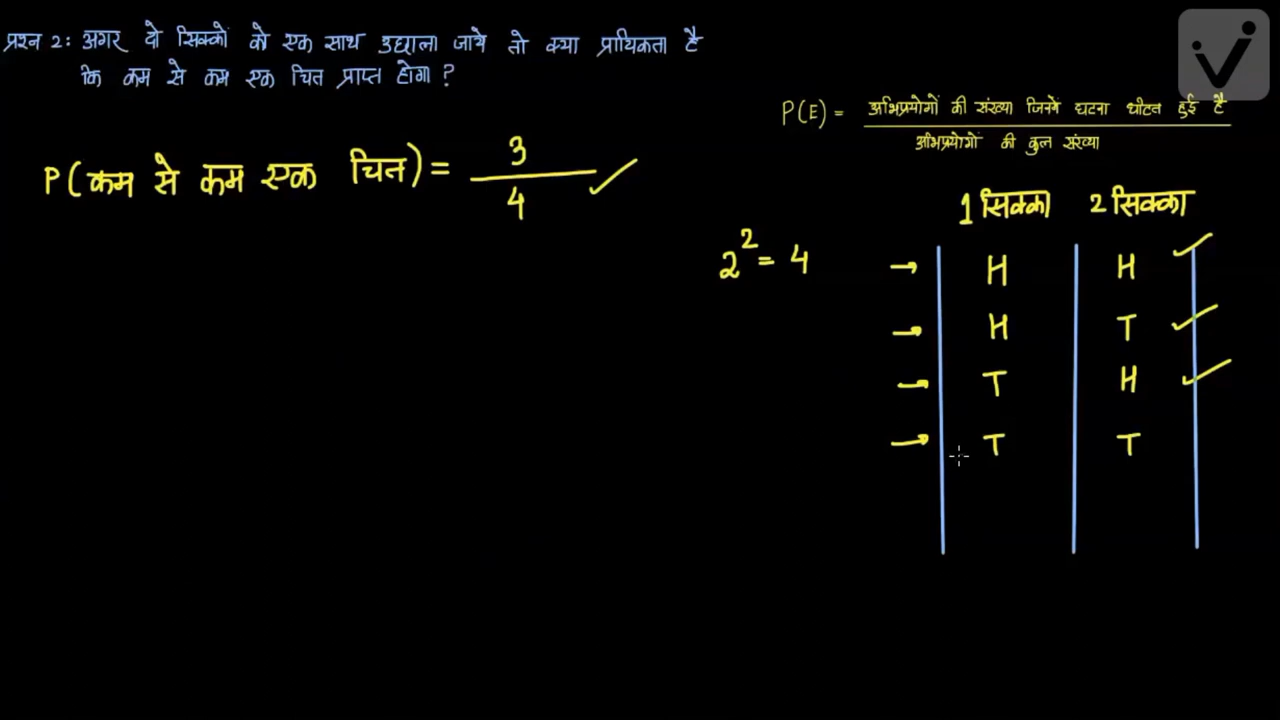 प्रश्न 2: अगर दो सिक्कों को एक साथ उछाला जाये तो क्या प्रायिकता है
कि कम से कम एक चित प्राप्त होगा ?
P(E) = अभिप्रयोगों की संख्या जिनमें घटना घटित हुई है
अभिप्रयोगों की कुल संख्या
P(कम से कम एक चित) = 3
4 ✓
1 सिक्का 2 सिक्का
2² = 4
→ H H ✓
→ H T ✓
→ T H ✓
→ T T